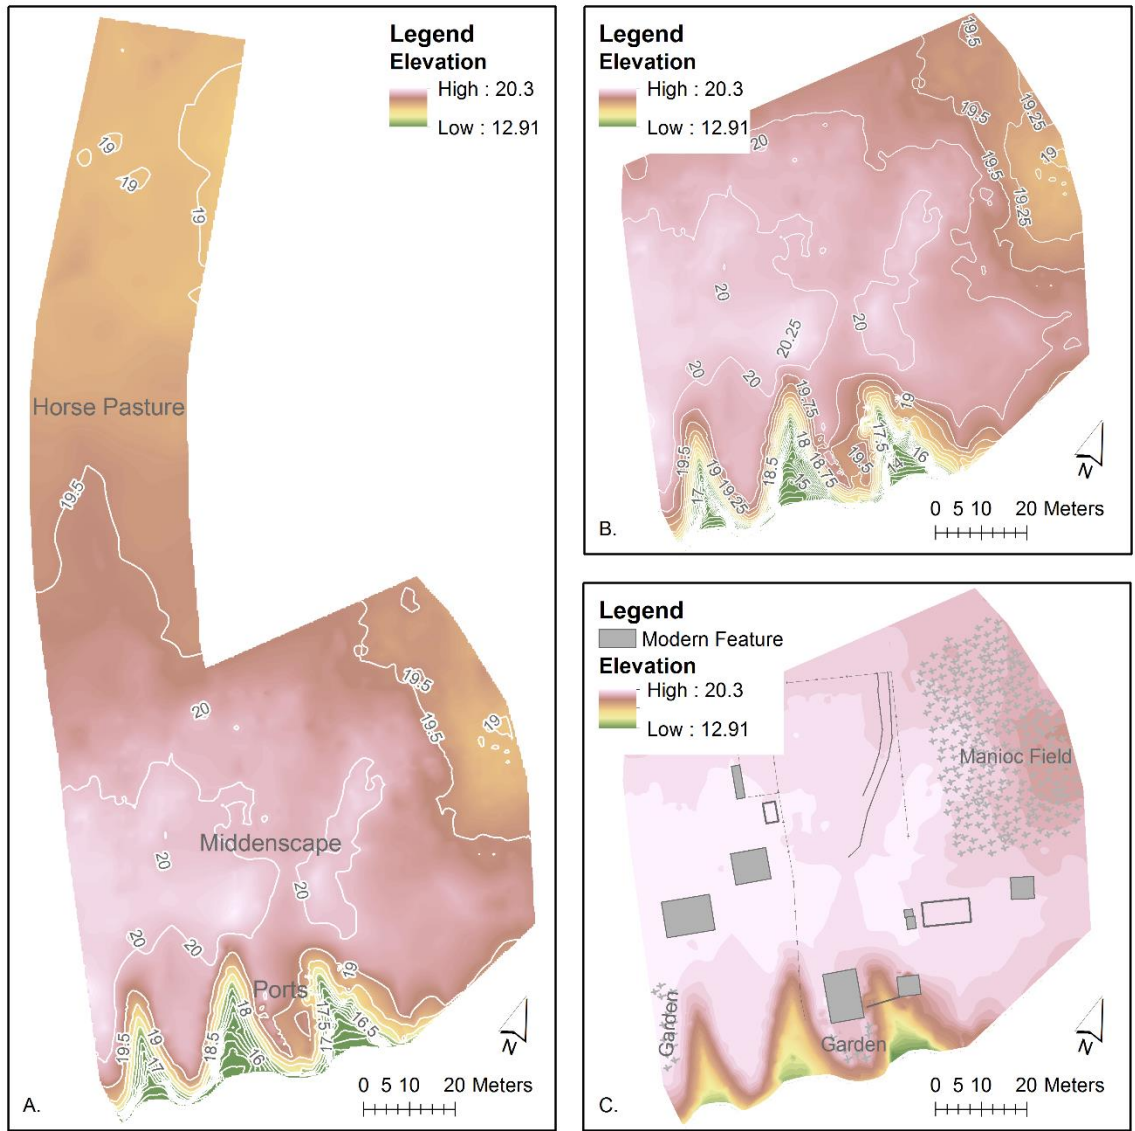 Legend
Elevation
High : 20.3
Low : 12.91
19
19
19
Horse Pasture
19.5
20
19.5
19.5
19
Middenscape
20
20
20
20
Ports
19
19.5
19
17
18.5
18
16
17.5
17.5
16.5
N
0 5 10 20 Meters
A.
Legend
Elevation
High : 20.3
Low : 12.91
19.5
19.25
19.5
19
19.5
19.25
20
20
20
20.25
20
20
19.75
19
19.5
19
19.25
17
18.5
18
18.75
15
19.5
17.5
16
14
N
0 5 10 20 Meters
B.
Legend
Modern Feature
Elevation
High : 20.3
Low : 12.91
Manioc Field
Garden
Garden
N
0 5 10 20 Meters
C.